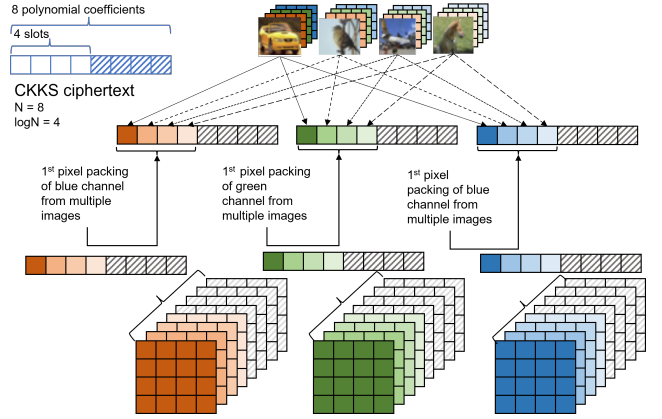 8 polynomial coefficients
4 slots
CKKS ciphertext
N = 8
logN = 4
1st pixel packing
of blue channel
from multiple
images
1st pixel
packing of
green
channel from
multiple images
1st pixel
packing of blue
channel from
multiple images